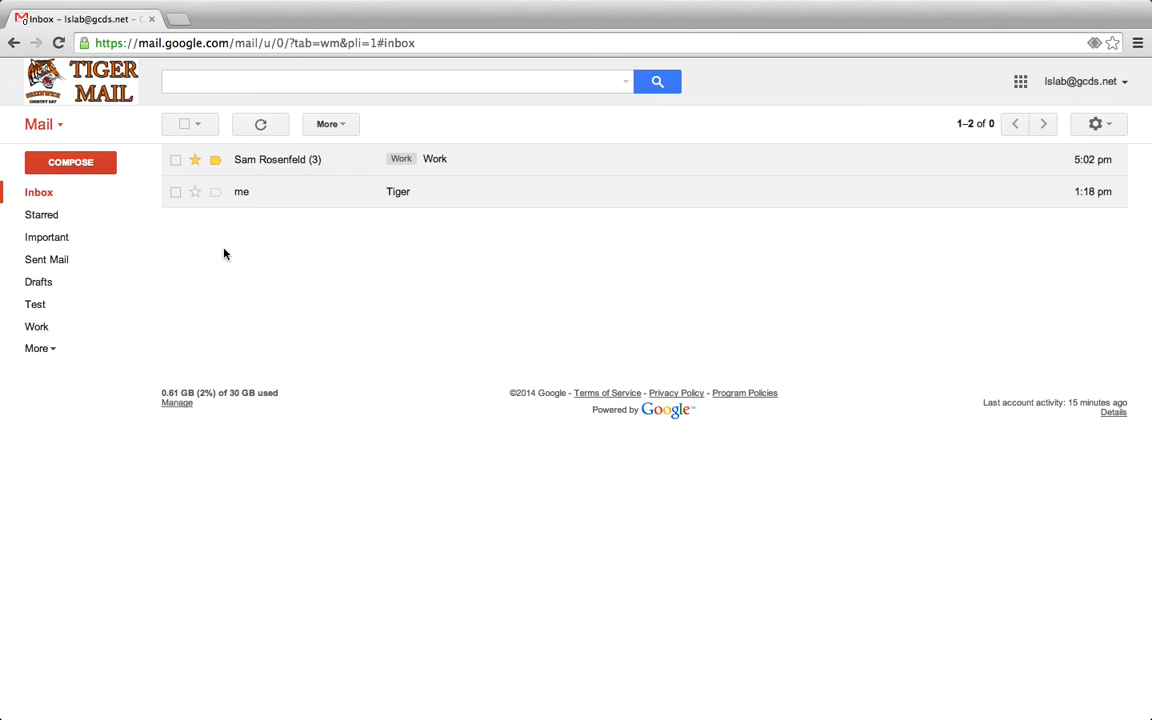 Inbox – lslab@gcds.net –
https://mail.google.com/mail/u/0/?tab=wm&pli=1#inbox
TIGER MAIL
GREENWICH
COUNTRY DAY
lslab@gcds.net
Mail
More
1–2 of 0
COMPOSE
Sam Rosenfeld (3) Work Work 5:02 pm
me Tiger 1:18 pm
Inbox
Starred
Important
Sent Mail
Drafts
Test
Work
More
0.61 GB (2%) of 30 GB used
Manage
©2014 Google - Terms of Service - Privacy Policy - Program Policies
Powered by Google™
Last account activity: 15 minutes ago
Details